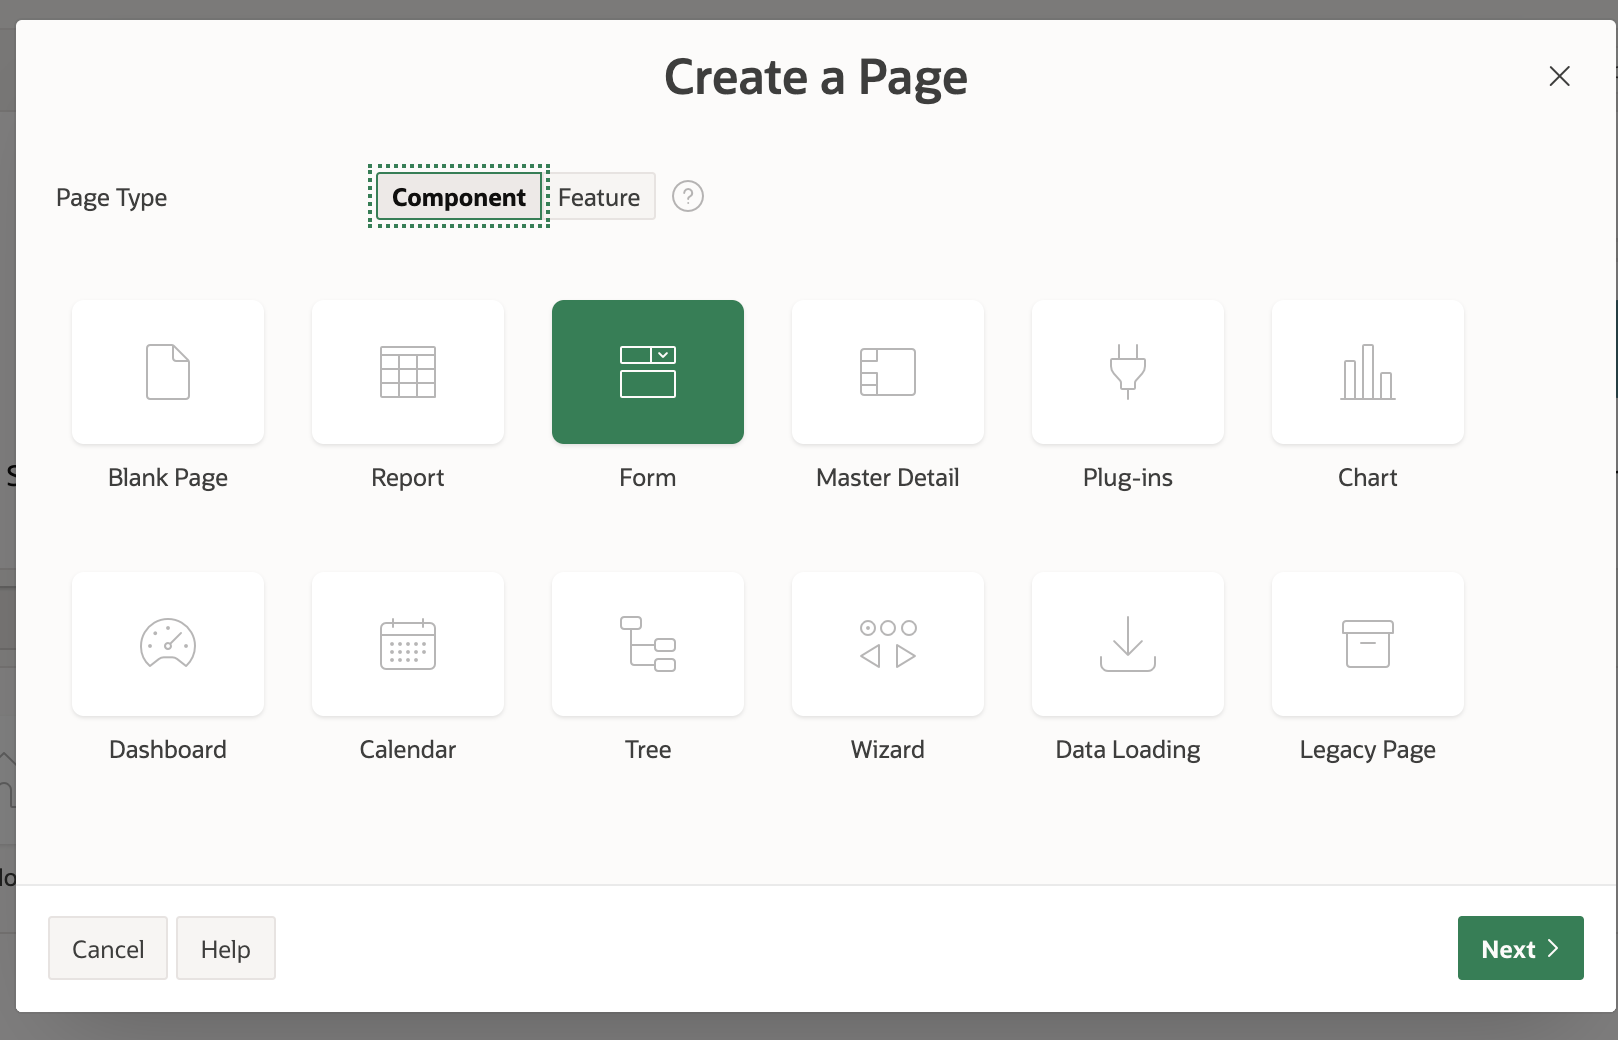 Create a Page
Page Type
Component Feature ?
Blank Page Report Form Master Detail Plug-ins Chart
Dashboard Calendar Tree Wizard Data Loading Legacy Page
Cancel Help Next